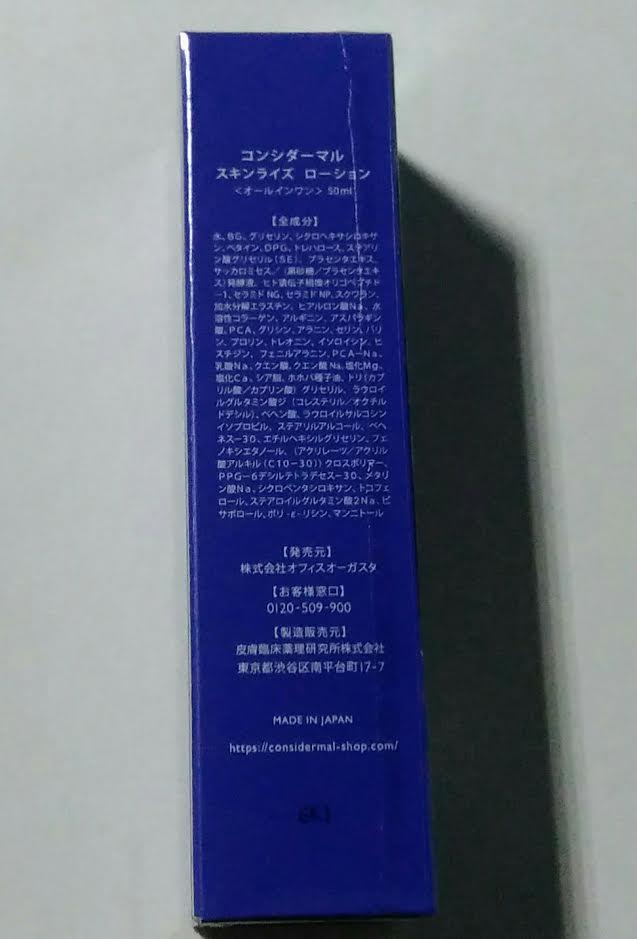 コンシダーマル
スキンライズ ローション
＜オールインワン＞ 50ml
【全成分】
水、BG、グリセリン、シクロヘキサシロキサ
ン、ベタイン、DPG、トレハロース、ステアリ
ン酸グリセリル（SE）、プラセンタエキス、
サッカロミセス／（黒砂糖／プラセンタエキ
ス）発酵液、ヒト遺伝子組換オリゴペプチド
-1、セラミドNG、セラミドNP、スクワラン、
加水分解エラスチン、ヒアルロン酸Na、水
溶性コラーゲン、アルギニン、アスパラギン
酸、PCA、グリシン、アラニン、セリン、バリ
ン、プロリン、トレオニン、イソロイシン、ヒ
スチジン、フェニルアラニン、PCA-Na、
乳酸Na、クエン酸、クエン酸Na、塩化Mg、
塩化Ca、シア脂、ホホバ種子油、トリ（カプ
リル酸／カプリン酸）グリセリル、ラウロイ
ルグルタミン酸ジ（コレステリル／オクチル
ドデシル）、ベヘン酸、ラウロイルサルコシン
イソプロピル、ステアリルアルコール、ベヘ
ネス-30、エチルヘキシルグリセリン、フェ
ノキシエタノール、（アクリレーツ／アクリル
酸アルキル（C10-30））クロスポリマー、
PPG-6デシルテトラデセス-30、メタリ
ン酸Na、シクロペンタシロキサン、トコフェ
ロール、ステアロイルグルタミン酸2Na、ビ
サボロール、ポリ-ε-リシン、マンニトール
【発売元】
株式会社オフィスオーガスタ
【お客様窓口】
0120-509-900
【製造販売元】
皮膚臨床薬理研究所株式会社
東京都渋谷区南平台町17-7
MADE IN JAPAN
https://considermal-shop.com/